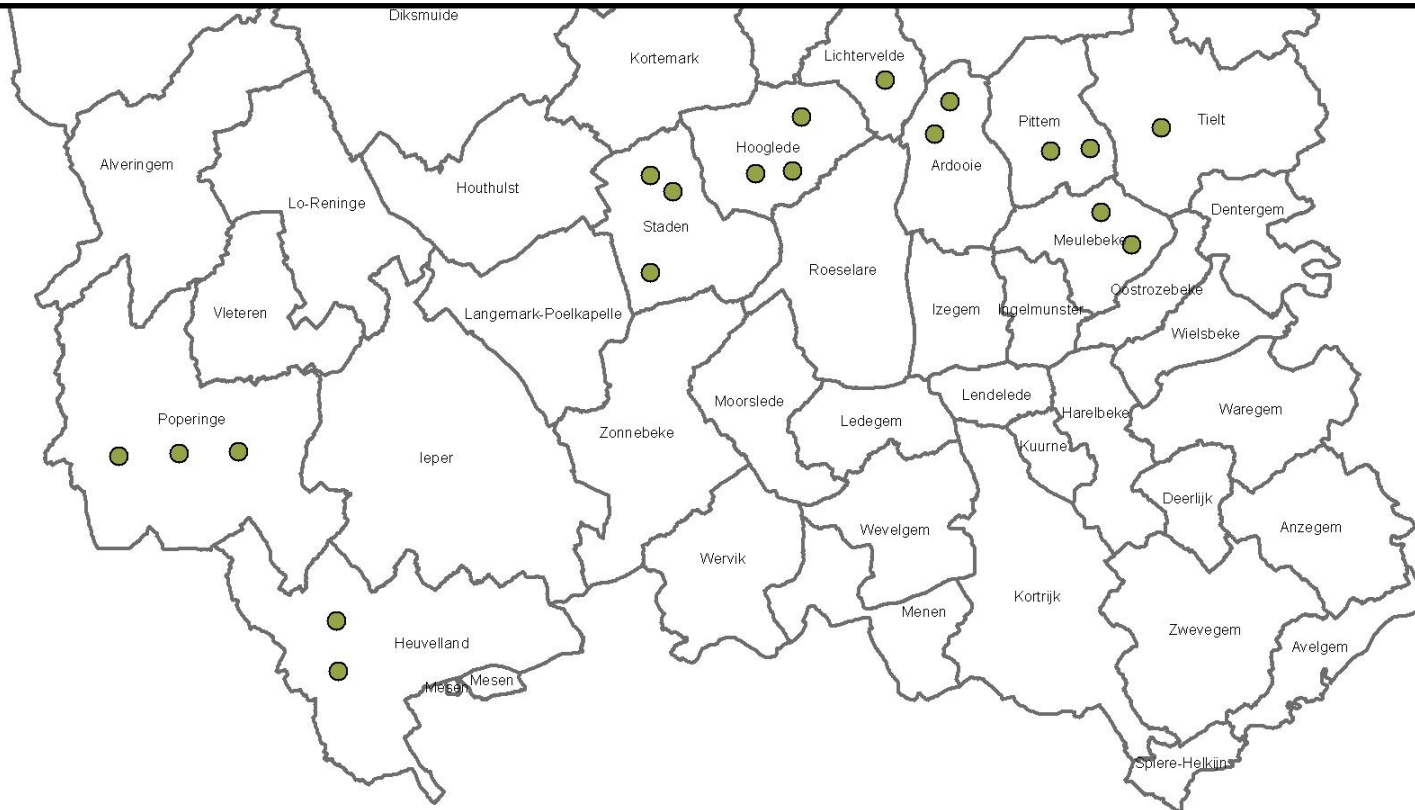 Diksmuide
Kortemark
Lichtervelde
Pittem
Tielt
Hooglede
Alveringem
Ardooie
Houthulst
Lo-Reninge
Dentergem
Staden
Meulebeke
Roeselare
Oostrozebeke
Vleteren
Langemark-Poelkapelle
Izegem
Ingelmunster
Wielsbeke
Lendelede
Moorslede
Harelbeke
Waregem
Poperinge
Ledegem
Zonnebeke
Kuurne
Ieper
Deerlijk
Wevelgem
Anzegem
Wervik
Kortrijk
Menen
Zwevegem
Heuvelland
Avelgem
Mesen
Mesen
Spiere-Helkijn